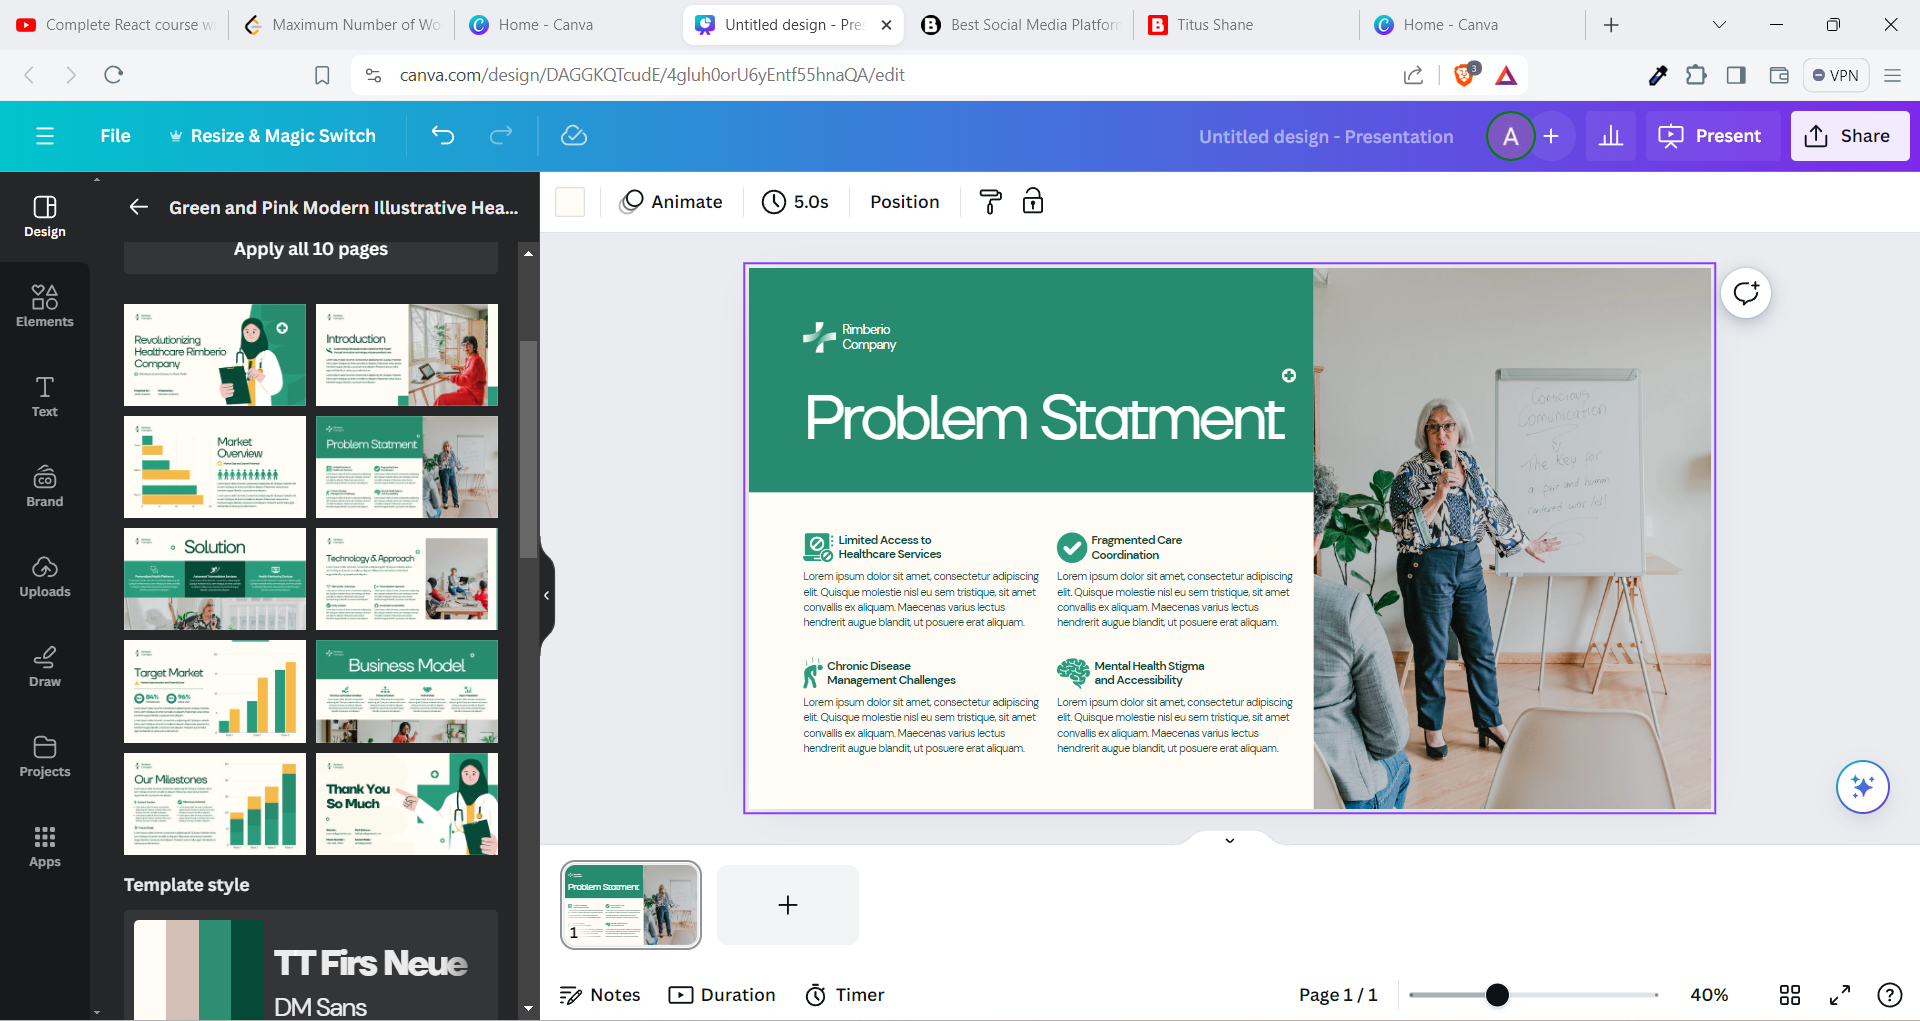 Complete React course w
Maximum Number of Wo
Home - Canva
Untitled design - Pre
Best Social Media Platform
Titus Shane
Home - Canva
canva.com/design/DAGGKQTcudE/4gluh0orU6yEntf55hnaQA/edit
3
VPN
File
Resize & Magic Switch
Untitled design - Presentation
A
Present
Share
Design
Elements
Text
Brand
Uploads
Draw
Projects
Apps
Green and Pink Modern Illustrative Hea...
Apply all 10 pages
Revolutionizing
Healthcare Rimberio
Company
Introduction
Market
Overview
Problem Statment
Solution
Technology & Approach
Target Market
84%
96%
Business Model
Our Milestones
Thank You
So Much
Template style
TT Firs Neue
DM Sans
Animate
5.0s
Position
Rimberio
Company
Problem Statment
Limited Access to
Healthcare Services
Lorem ipsum dolor sit amet, consectetur adipiscing
elit. Quisque molestie nisl eu sem tristique, sit amet
convallis ex aliquam. Maecenas varius lectus
hendrerit augue blandit, ut posuere erat aliquam.
Fragmented Care
Coordination
Lorem ipsum dolor sit amet, consectetur adipiscing
elit. Quisque molestie nisl eu sem tristique, sit amet
convallis ex aliquam. Maecenas varius lectus
hendrerit augue blandit, ut posuere erat aliquam.
Chronic Disease
Management Challenges
Lorem ipsum dolor sit amet, consectetur adipiscing
elit. Quisque molestie nisl eu sem tristique, sit amet
convallis ex aliquam. Maecenas varius lectus
hendrerit augue blandit, ut posuere erat aliquam.
Mental Health Stigma
and Accessibility
Lorem ipsum dolor sit amet, consectetur adipiscing
elit. Quisque molestie nisl eu sem tristique, sit amet
convallis ex aliquam. Maecenas varius lectus
hendrerit augue blandit, ut posuere erat aliquam.
Conscious
Comunication
&
The key for
a pair and human
Problem Statment
1
Notes
Duration
Timer
Page 1 / 1
40%